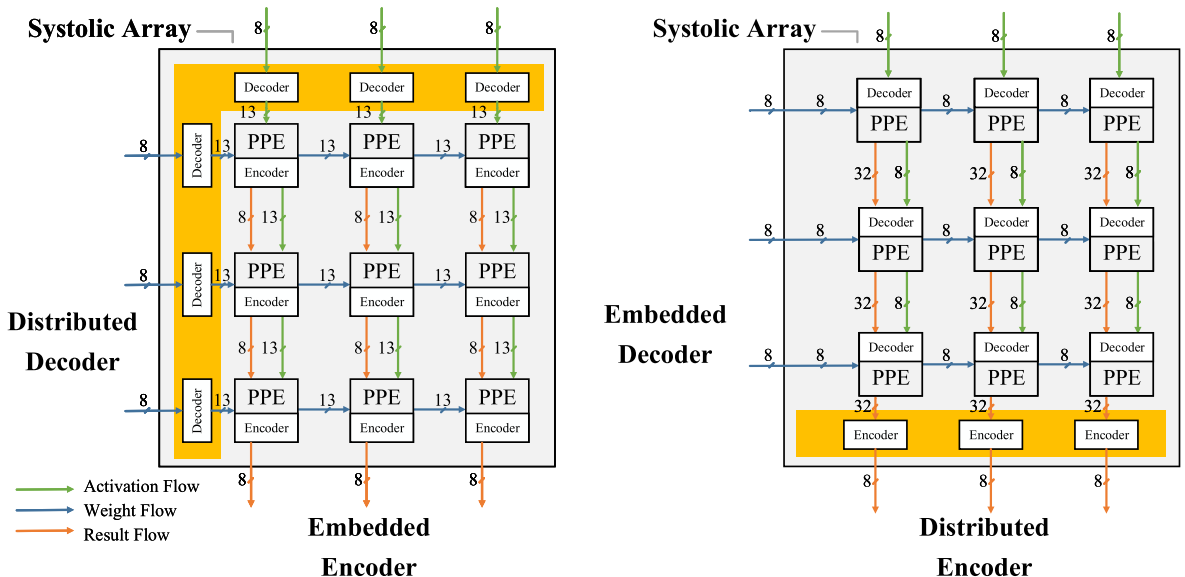 Systolic Array
8 8 8
Decoder Decoder Decoder
13 13 13
8 Decoder 13 PPE 13 PPE 13 PPE
Encoder Encoder Encoder
8 13 8 13 8 13
8 Decoder 13 PPE 13 PPE 13 PPE
Encoder Encoder Encoder
Distributed
Decoder
8 13 8 13 8 13
8 Decoder 13 PPE 13 PPE 13 PPE
Encoder Encoder Encoder
8 8 8
Activation Flow
Weight Flow
Result Flow
Embedded
Encoder
Systolic Array
8 8 8
Decoder Decoder Decoder
8 8 8 8
PPE PPE PPE
32 8 32 8 32 8
Decoder Decoder Decoder
8 8 8 8
PPE PPE PPE
Embedded
Decoder
32 8 32 8 32 8
Decoder Decoder Decoder
8 8 8 8
PPE PPE PPE
32 32 32
Encoder Encoder Encoder
8 8 8
Distributed
Encoder